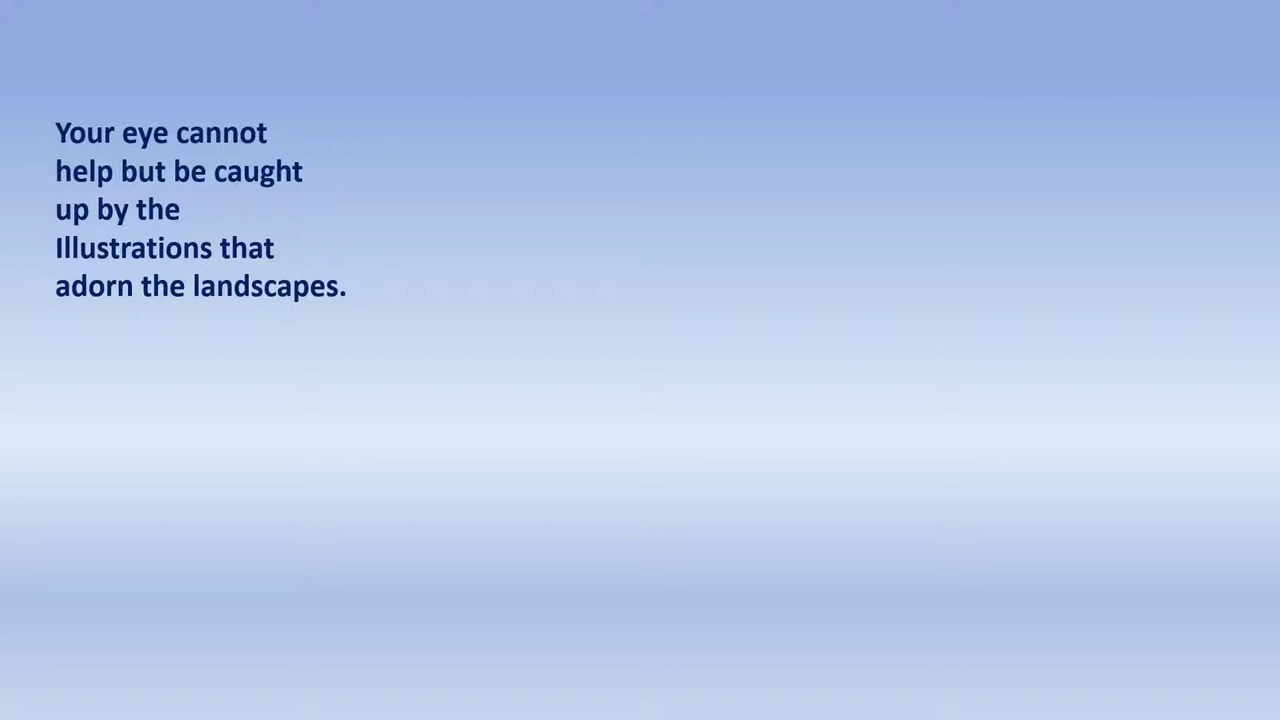 Your eye cannot
help but be caught
up by the
Illustrations that
adorn the landscapes.